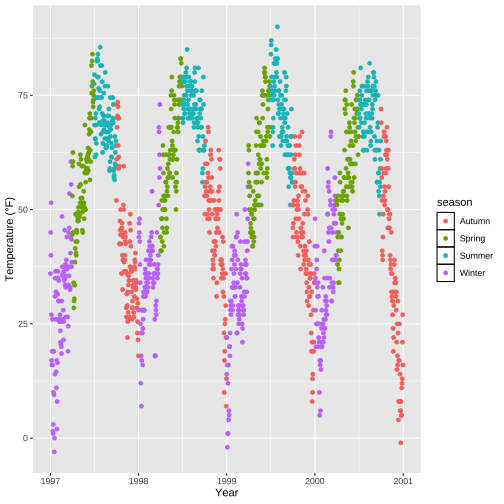 75
50
25
0
Temperature (°F)
1997
1998
1999
2000
2001
Year
season
Autumn
Spring
Summer
Winter